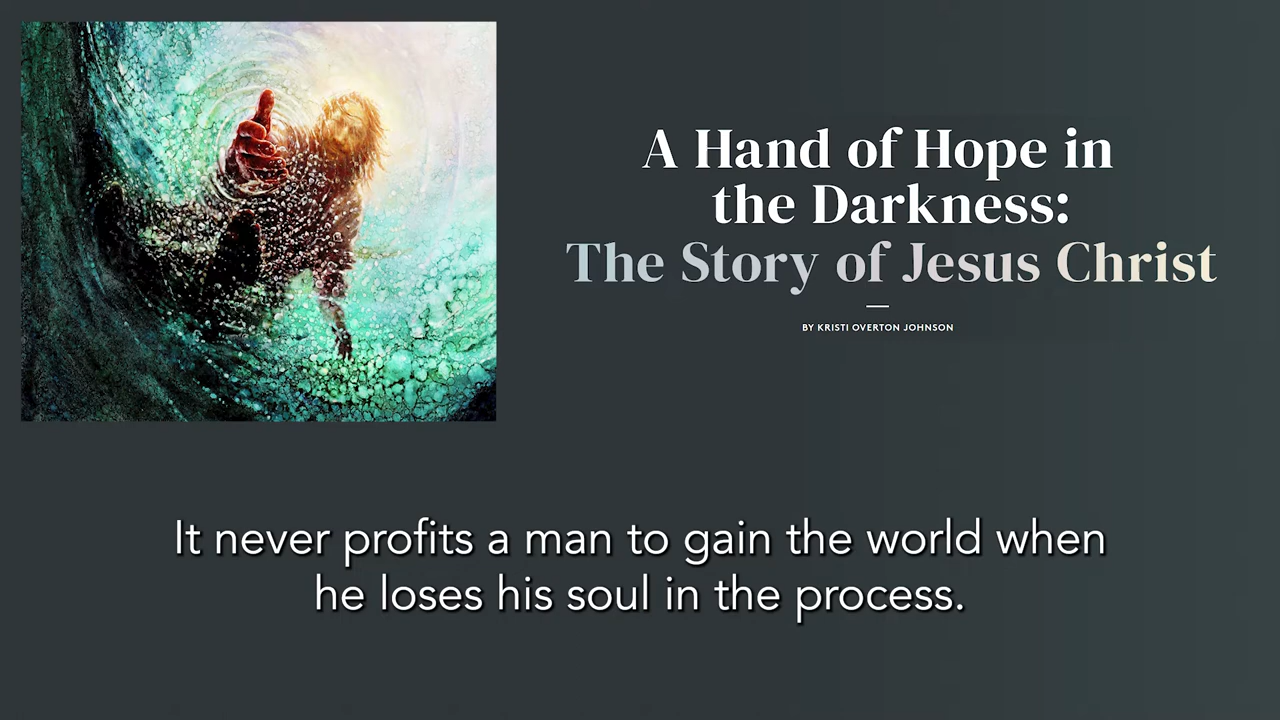 A Hand of Hope in
the Darkness:
The Story of Jesus Christ
BY KRISTI OVERTON JOHNSON
It never profits a man to gain the world when
he loses his soul in the process.